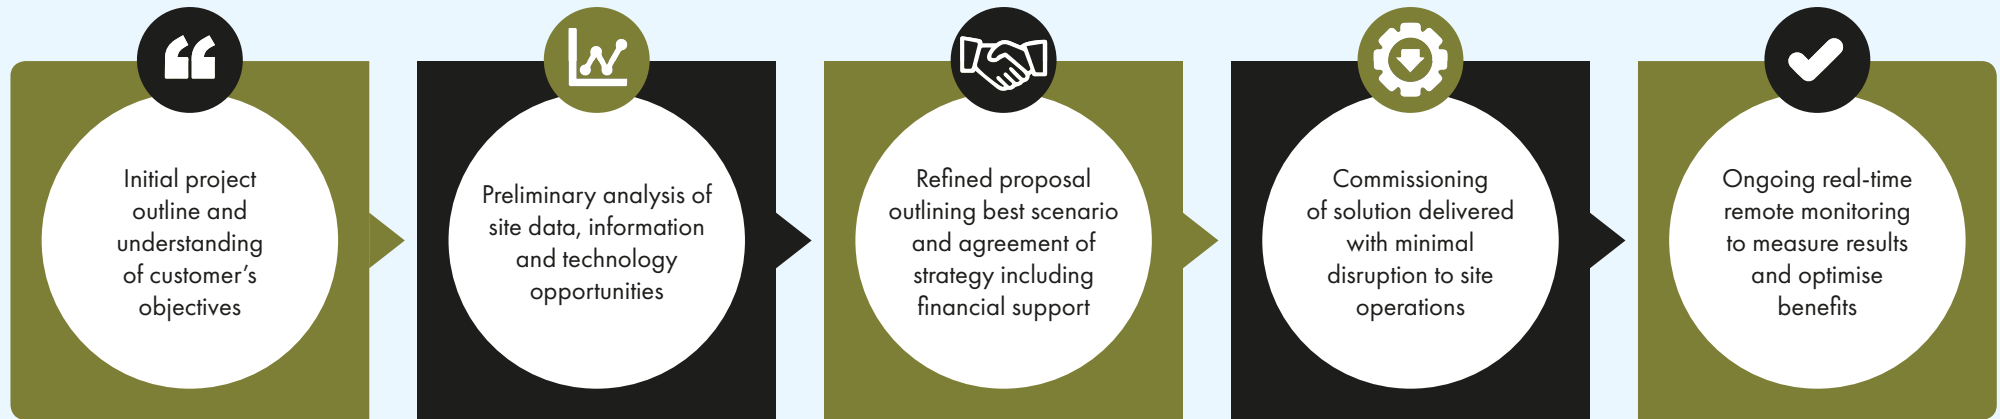 Initial project
outline and
understanding
of customer’s
objectives
Preliminary analysis of
site data, information
and technology
opportunities
Refined proposal
outlining best scenario
and agreement of
strategy including
financial support
Commissioning
of solution delivered
with minimal
disruption to site
operations
Ongoing real-time
remote monitoring
to measure results
and optimise
benefits